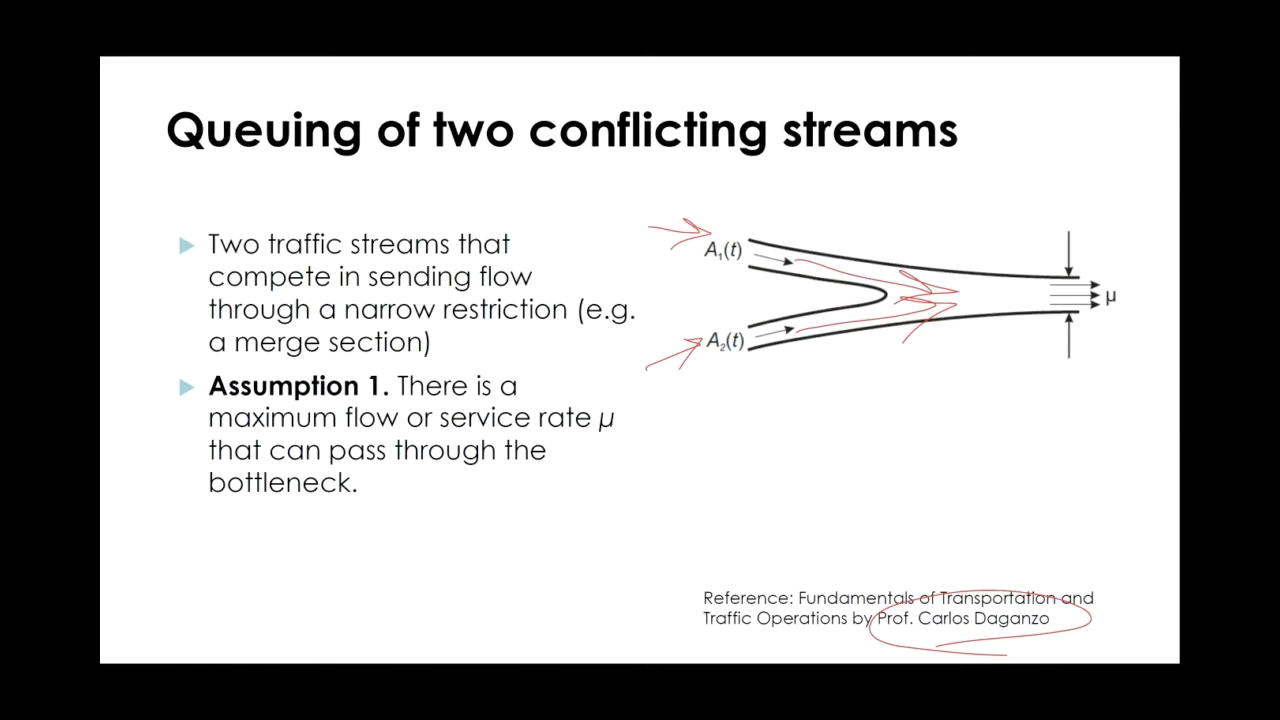 Queuing of two conflicting streams
Two traffic streams that
compete in sending flow
through a narrow restriction (e.g.
a merge section)
Assumption 1. There is a
maximum flow or service rate μ
that can pass through the
bottleneck.
A₁(t)
μ
A₂(t)
Reference: Fundamentals of Transportation and
Traffic Operations by Prof. Carlos Daganzo